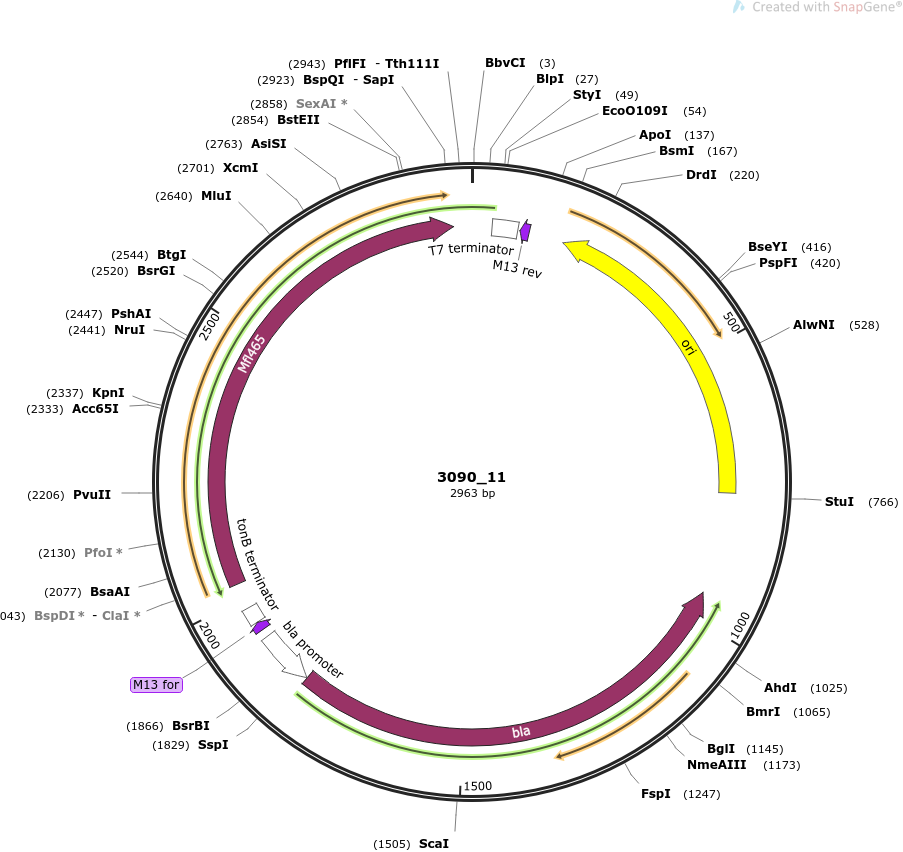 Created with SnapGene®
(2943) PflFI - Tth111I
(2923) BspQI - SapI
(2858) SexAI *
(2854) BstEII
(2763) AsiSI
(2701) XcmI
(2640) MluI
(2544) BtgI
(2520) BsrGI
(2447) PshAI
(2441) NruI
(2337) KpnI
(2333) Acc65I
(2206) PvuII
(2130) PfoI *
(2077) BsaAI
043) BspDI * - ClaI *
M13 for
(1866) BsrBI
(1829) SspI
(1505) ScaI
BbvCI (3)
BlpI (27)
StyI (49)
EcoO109I (54)
ApoI (137)
BsmI (167)
DrdI (220)
BseYI (416)
PspFI (420)
AlwNI (528)
StuI (766)
AhdI (1025)
BmrI (1065)
BglI (1145)
NmeAIII (1173)
FspI (1247)
500
1000
1500
2000
2500
T7 terminator
M13 rev
ori
Mfl465
3090_11
2963 bp
tonB terminator
bla promoter
bla